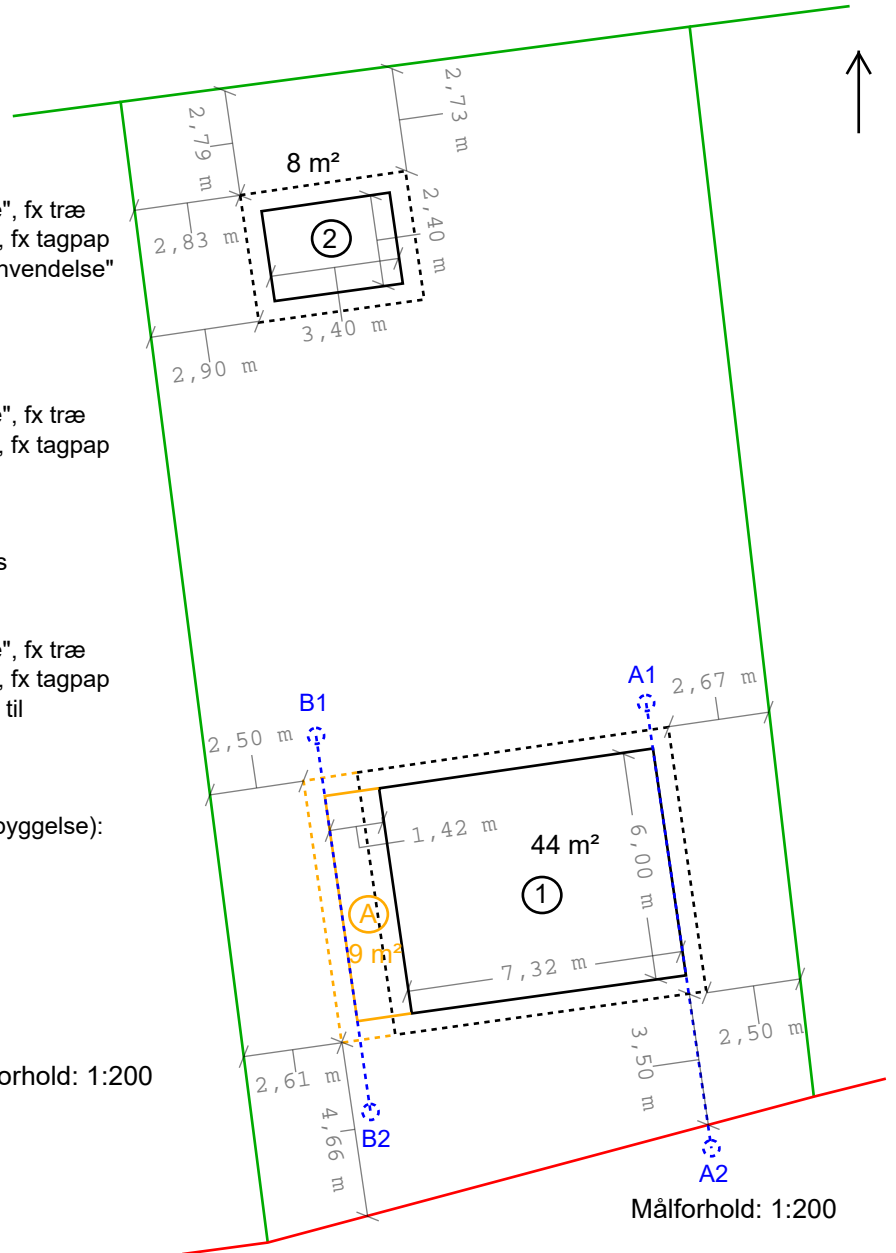 2,79 m
2,73 m
8 m²
e", fx træ
, fx tagpap
nvendelse"
2,83 m
2
2,40 m
3,40 m
2,90 m
e", fx træ
, fx tagpap
s
e", fx træ
, fx tagpap
til
B1
A1
2,67 m
2,50 m
byggelse):
1,42 m
44 m²
6,00 m
1
A
9 m²
7,32 m
2,50 m
3,50 m
orhold: 1:200
2,61 m
4,66 m
B2
A2
Målforhold: 1:200